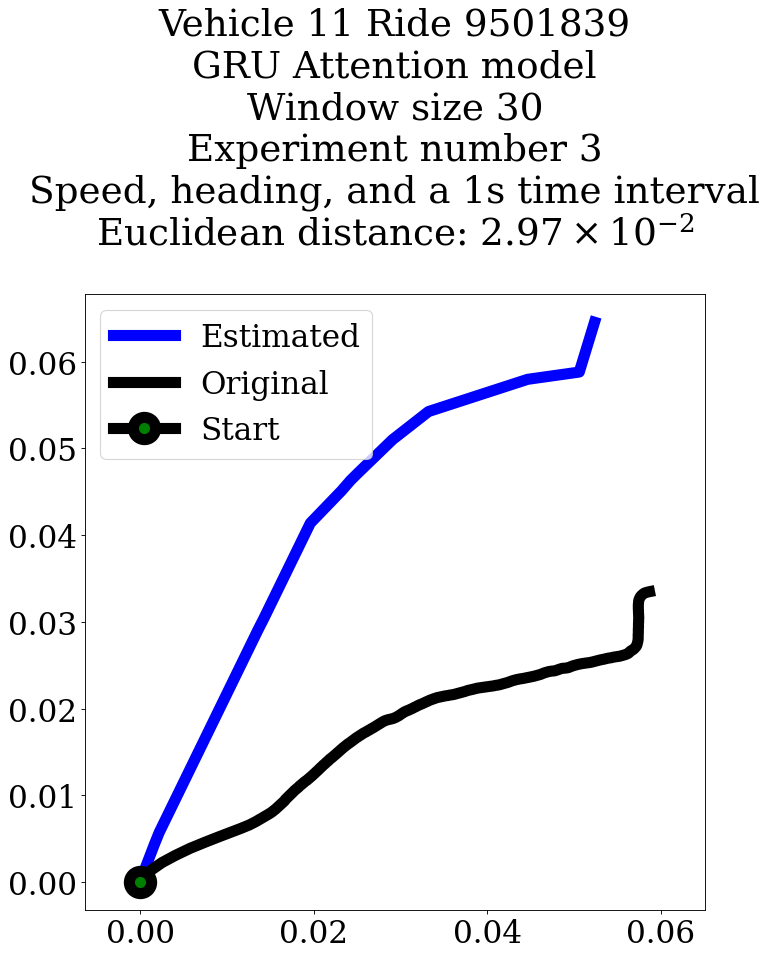 Vehicle 11 Ride 9501839
GRU Attention model
Window size 30
Experiment number 3
Speed, heading, and a 1s time interval
Euclidean distance: 2.97 × 10⁻²
Estimated
Original
Start
0.06
0.05
0.04
0.03
0.02
0.01
0.00
0.00 0.02 0.04 0.06